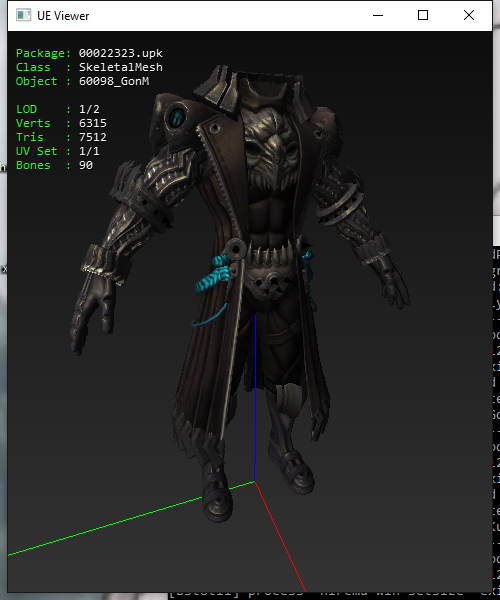 UE Viewer
Package: 00022323.upk
Class : SkeletalMesh
Object : 60098_GonM
LOD : 1/2
Verts : 6315
Tris : 7512
UV Set : 1/1
Bones : 90